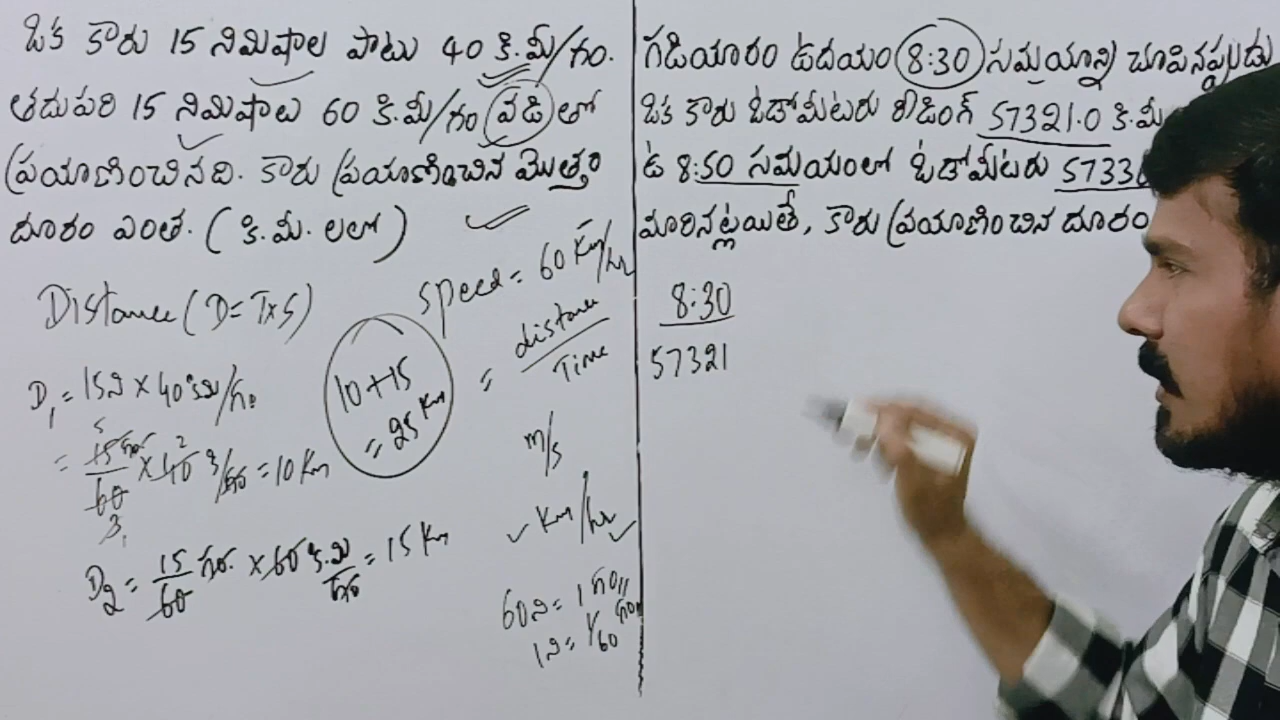 ఒక కారు 15 నిమిషాల పాటు 40 కి.మీ/గం.
తదుపరి 15 నిమిషాలు 60 కి.మీ/గం వేడి తో
ప్రయాణించినది. కారు ప్రయాణించిన మొత్తం
దూరం ఎంత. ( కి.మీ. లలో )
Distance ( D = T x S )
Speed = 60 Km/hr
= distance / Time
D1 = 15ని x 40 కి.మి/గం
= 15/60 గం x 40 /గం = 10 Km
10 + 15
= 25 Km
m/s
Km/hr
D2 = 15/60 గం. x 60 కి.మి/గం = 15 Km
60ని = 1 గం
1ని = 1/60 గం
గడియారం ఉదయం 8:30 సమయాన్ని చూపినప్పుడు
ఒక కారు ఓడోమీటరు రీడింగ్ 57321.0 కి.మీ
ఉ 8:50 సమయంలో ఓడోమీటరు 5733
మారినట్లయితే, కారు ప్రయాణించిన దూరం
8:30
57321